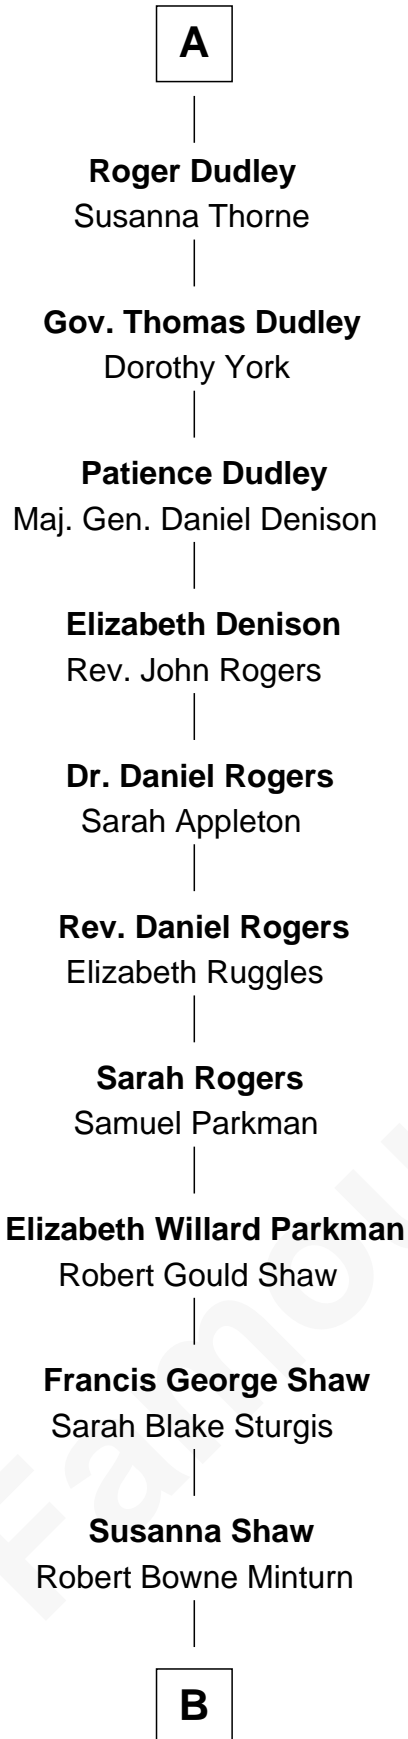 A
Roger Dudley
Susanna Thorne
Gov. Thomas Dudley
Dorothy York
Patience Dudley
Maj. Gen. Daniel Denison
Elizabeth Denison
Rev. John Rogers
Dr. Daniel Rogers
Sarah Appleton
Rev. Daniel Rogers
Elizabeth Ruggles
Sarah Rogers
Samuel Parkman
Elizabeth Willard Parkman
Robert Gould Shaw
Francis George Shaw
Sarah Blake Sturgis
Susanna Shaw
Robert Bowne Minturn
B